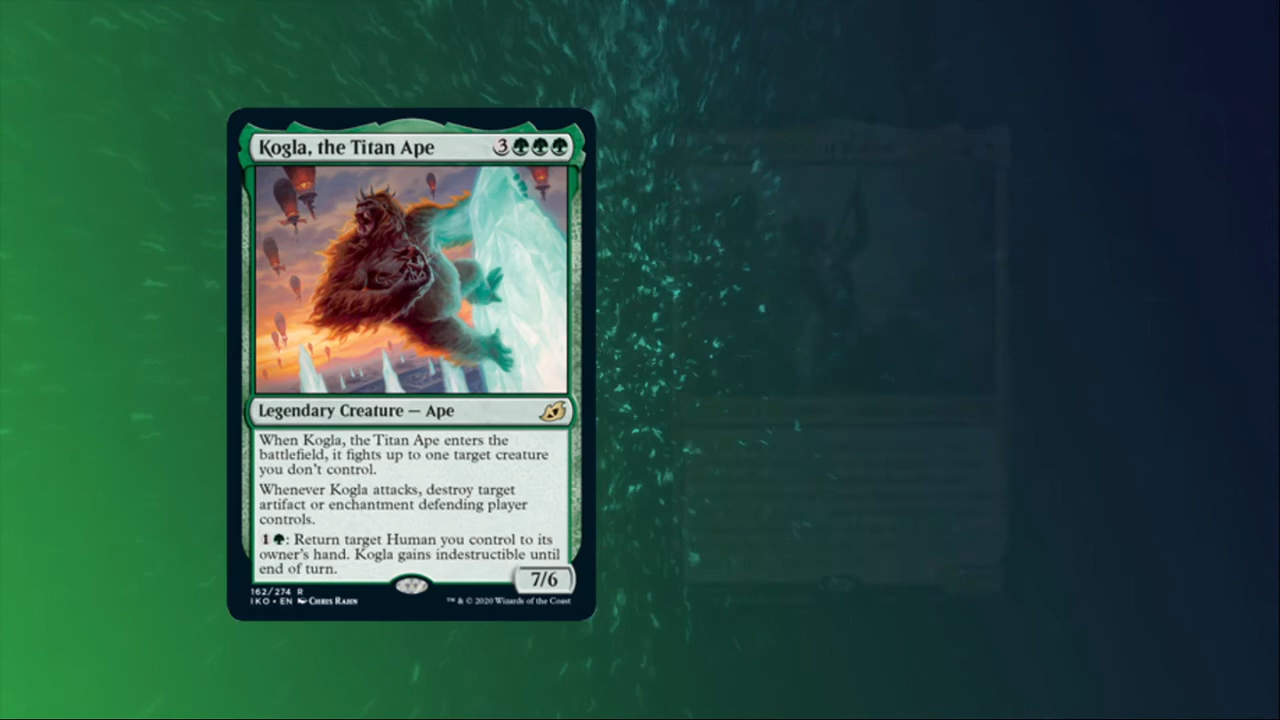 Kogla, the Titan Ape 3
Legendary Creature — Ape
When Kogla, the Titan Ape enters the
battlefield, it fights up to one target creature
you don't control.
Whenever Kogla attacks, destroy target
artifact or enchantment defending player
controls.
1 : Return target Human you control to its
owner's hand. Kogla gains indestructible until
end of turn.
7/6
162/274 R
IKO • EN Chris Rahn
™ & © 2020 Wizards of the Coast